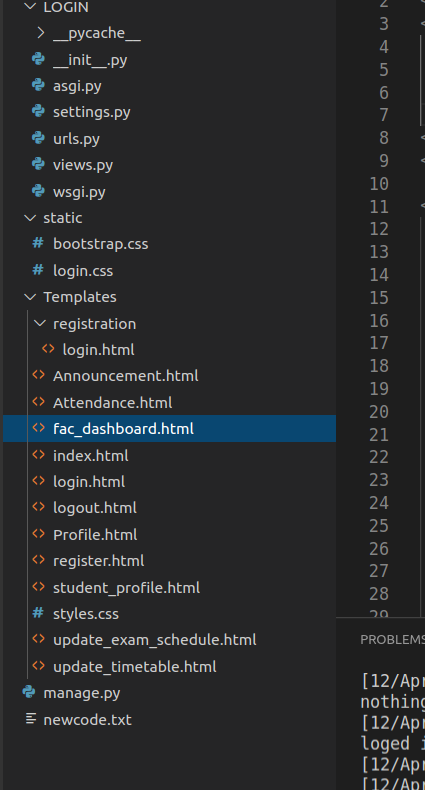 LOGIN
__pycache__
__init__.py
asgi.py
settings.py
urls.py
views.py
wsgi.py
static
# bootstrap.css
# login.css
Templates
registration
<> login.html
<> Announcement.html
<> Attendance.html
<> fac_dashboard.html
<> index.html
<> login.html
<> logout.html
<> Profile.html
<> register.html
<> student_profile.html
# styles.css
<> update_exam_schedule.html
<> update_timetable.html
manage.py
newcode.txt
2
3
4
5
6
7
8
9
10
11
12
13
14
15
16
17
18
19
20
21
22
23
24
25
26
27
28
29
PROBLEMS
[12/Apr
nothing
[12/Apr
loged i
[12/Apr
[12/Apr